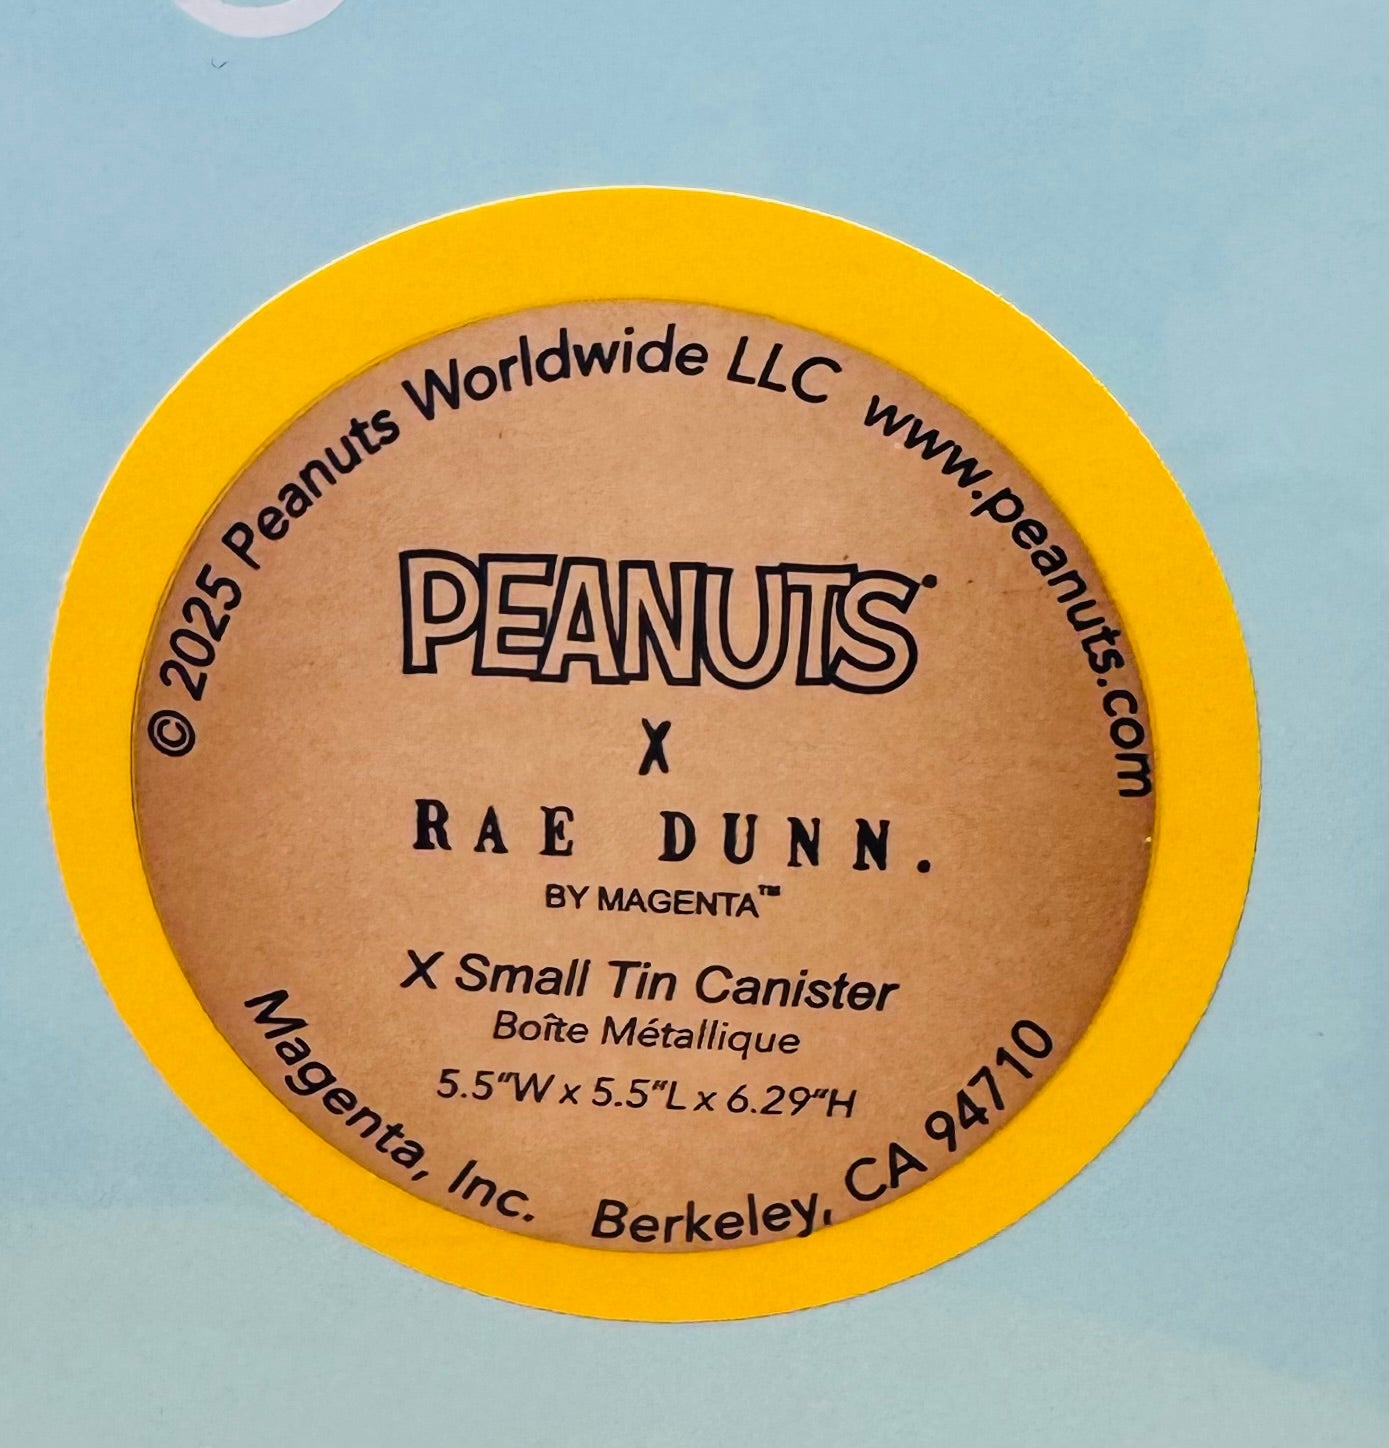 © 2025 Peanuts Worldwide LLC www.peanuts.com
PEANUTS
X
RAE DUNN.
BY MAGENTA™
X Small Tin Canister
Boîte Métallique
5.5"W x 5.5"L x 6.29"H
Magenta, Inc. Berkeley, CA 94710